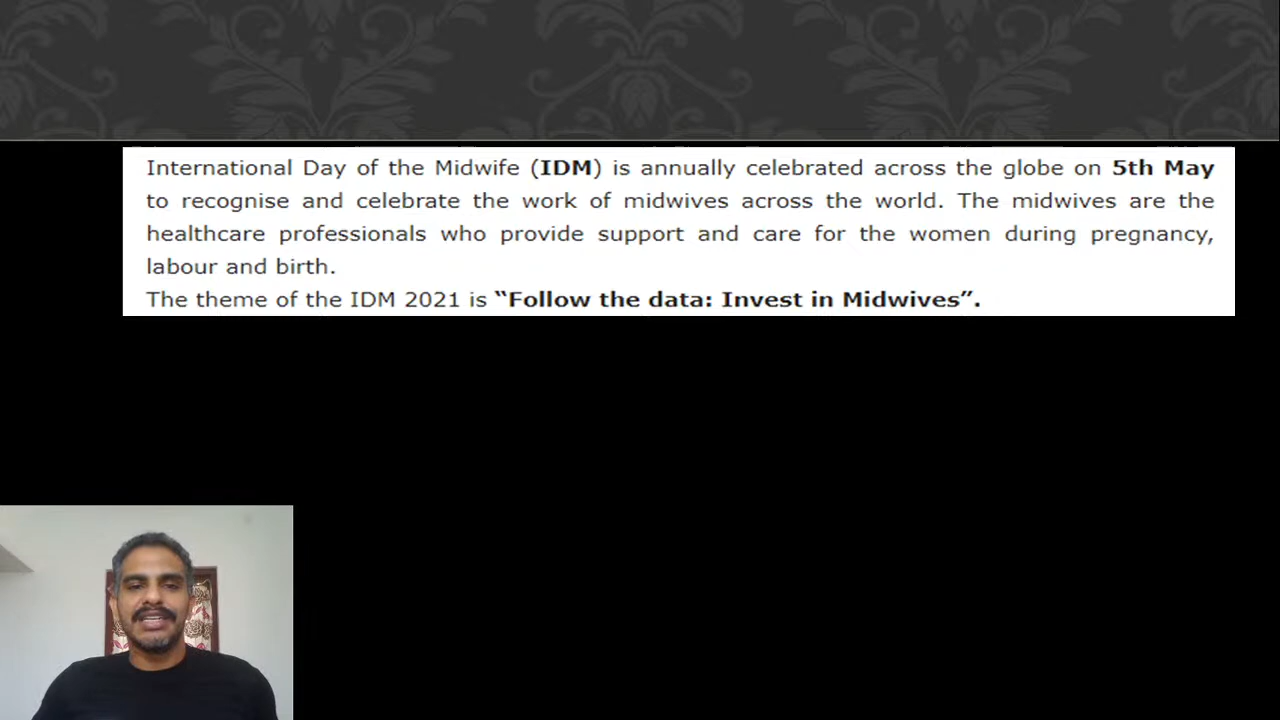 International Day of the Midwife (IDM) is annually celebrated across the globe on 5th May
to recognise and celebrate the work of midwives across the world. The midwives are the
healthcare professionals who provide support and care for the women during pregnancy,
labour and birth.
The theme of the IDM 2021 is “Follow the data: Invest in Midwives”.